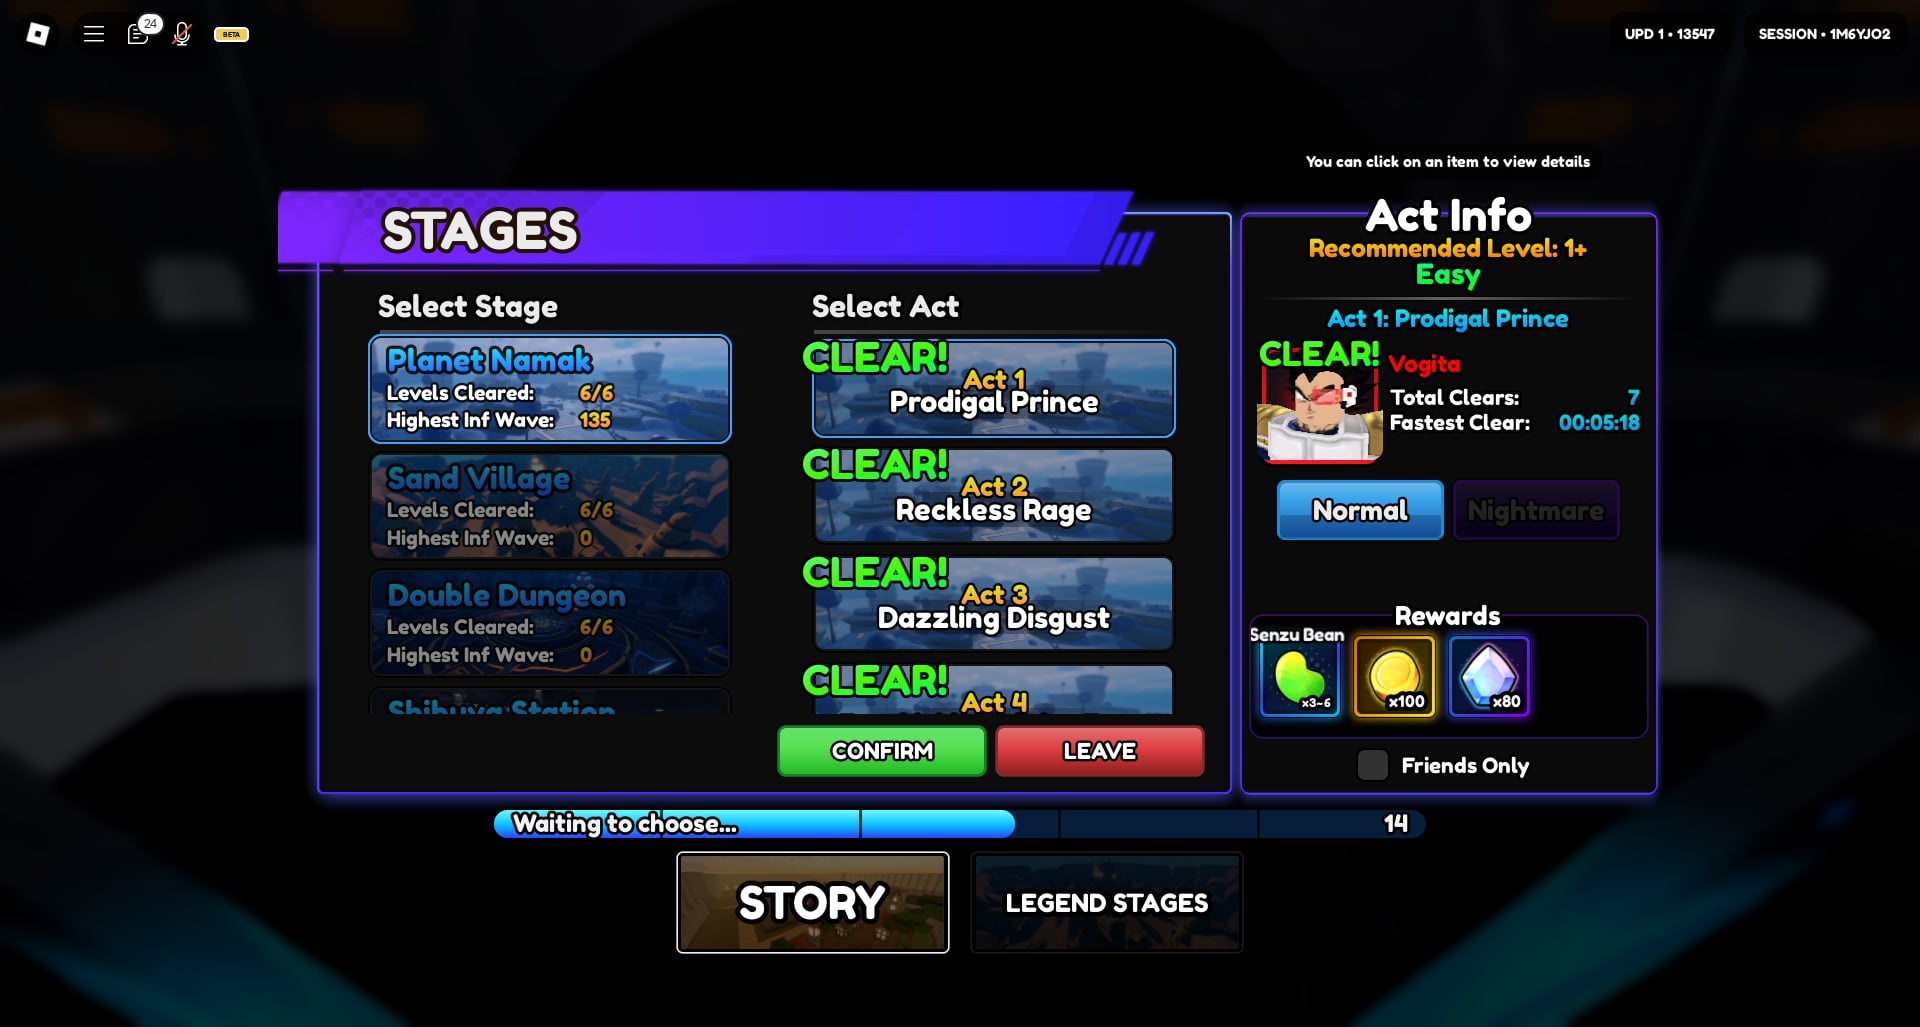 24
BETA
UPD 1 • 13547
SESSION • 1M6YJO2
You can click on an item to view details
STAGES
Select Stage
Planet Namak
Levels Cleared: 6/6
Highest Inf Wave: 135
Sand Village
Levels Cleared: 6/6
Highest Inf Wave: 0
Double Dungeon
Levels Cleared: 6/6
Highest Inf Wave: 0
Shibuya Station
Select Act
CLEAR!
Act 1
Prodigal Prince
CLEAR!
Act 2
Reckless Rage
CLEAR!
Act 3
Dazzling Disgust
CLEAR!
Act 4
CONFIRM
LEAVE
Act Info
Recommended Level: 1+
Easy
Act 1: Prodigal Prince
CLEAR!
Vogita
Total Clears: 7
Fastest Clear: 00:05:18
Normal
Nightmare
Rewards
Senzu Bean
x3~6
x100
x80
Friends Only
Waiting to choose...
14
STORY
LEGEND STAGES